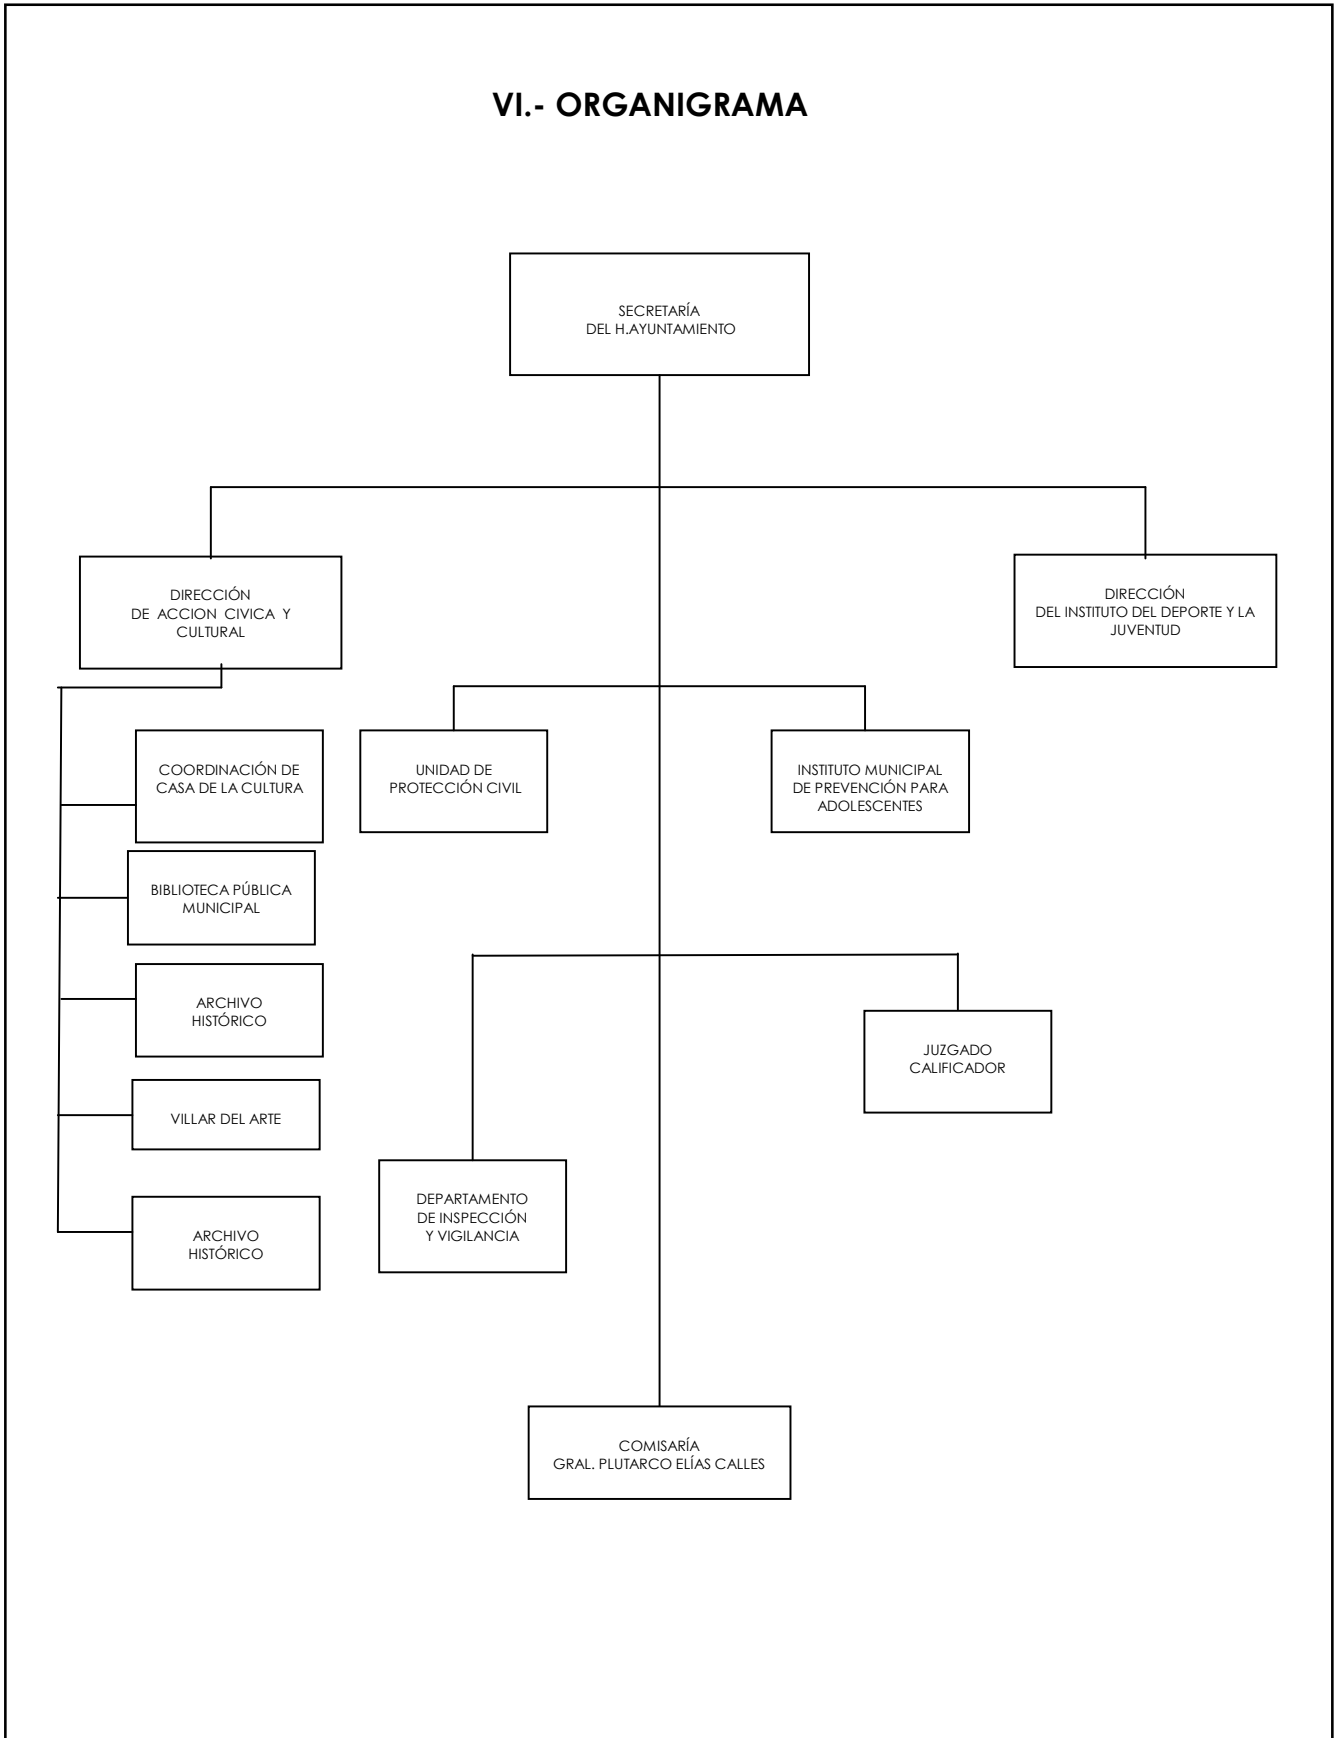 VI.- ORGANIGRAMA
SECRETARÍA
DEL H.AYUNTAMIENTO
DIRECCIÓN
DE ACCION CIVICA Y
CULTURAL
DIRECCIÓN
DEL INSTITUTO DEL DEPORTE Y LA
JUVENTUD
COORDINACIÓN DE
CASA DE LA CULTURA
UNIDAD DE
PROTECCIÓN CIVIL
INSTITUTO MUNICIPAL
DE PREVENCIÓN PARA
ADOLESCENTES
BIBLIOTECA PÚBLICA
MUNICIPAL
ARCHIVO
HISTÓRICO
JUZGADO
CALIFICADOR
VILLAR DEL ARTE
DEPARTAMENTO
DE INSPECCIÓN
Y VIGILANCIA
ARCHIVO
HISTÓRICO
COMISARÍA
GRAL. PLUTARCO ELÍAS CALLES